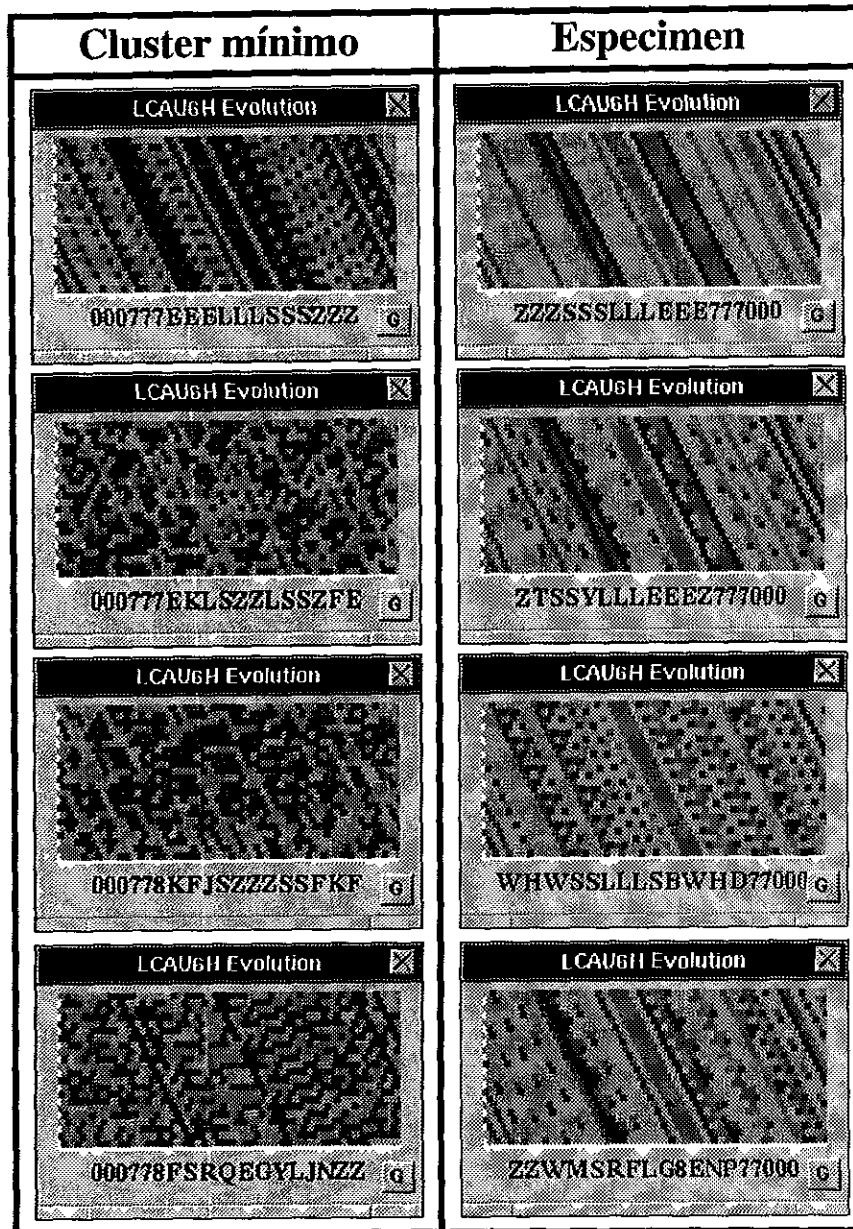 Cluster mínimo
Especimen
LCAU6H Evolution
LCAU6H Evolution
000777EEELLLSSSZZZ G
ZZZSSSLLLEEE777000 G
LCAU6H Evolution
LCAU6H Evolution
000777EKLSZZLSSZFE G
ZTSSYLLLEEEZ777000 G
LCAU6H Evolution
LCAU6H Evolution
000778KFJSZZZSSFKF G
WHWSSLLLSBWHD77000 G
LCAU6H Evolution
LCAU6H Evolution
000778FSRQEGYLJNZZ G
ZZWMSRFLG8ENP77000 G